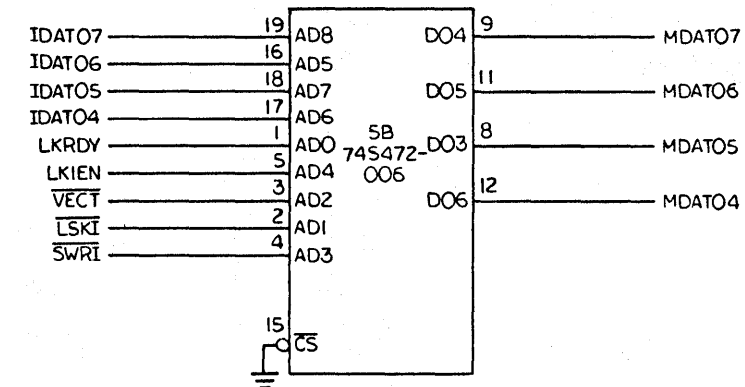 IDATO7 19 AD8 DO4 9 MDATO7
IDATO6 16 AD5
IDATO5 18 AD7 DO5 11 MDATO6
IDATO4 17 AD6
LKRDY 1 ADO 5B DO3 8 MDATO5
74S472-
LKIEN 5 AD4 006
VECT 3 AD2 DO6 12 MDATO4
LSKI 2 AD1
SWRI 4 AD3
15 CS